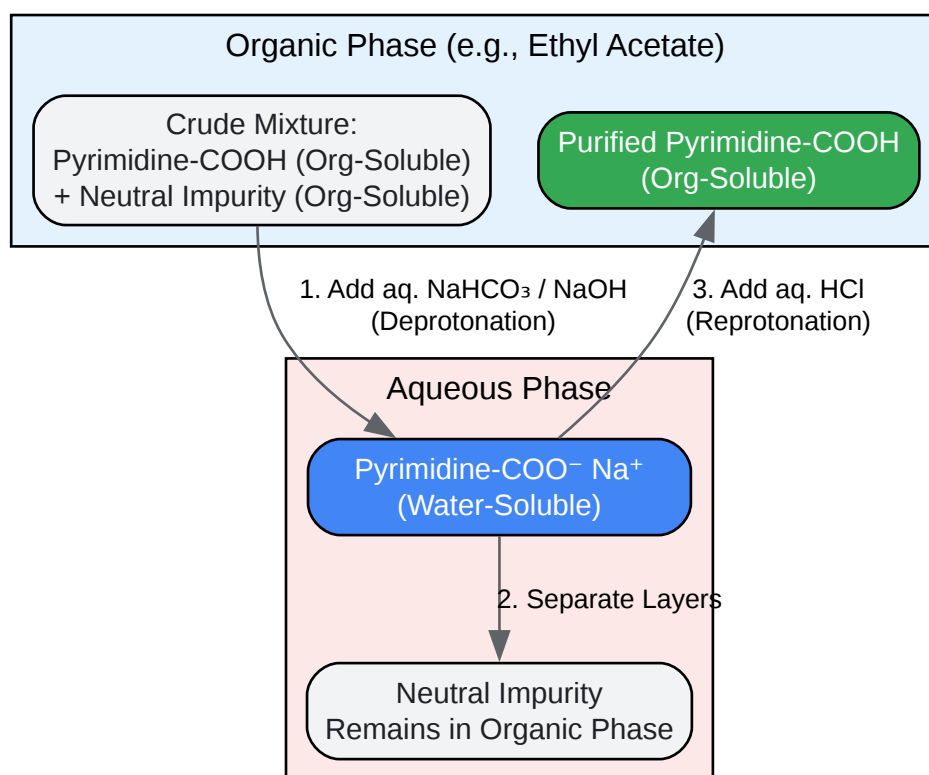 Organic Phase (e.g., Ethyl Acetate)
Crude Mixture:
Pyrimidine-COOH (Org-Soluble)
+ Neutral Impurity (Org-Soluble)
Purified Pyrimidine-COOH
(Org-Soluble)
1. Add aq. NaHCO₃ / NaOH
(Deprotonation)
3. Add aq. HCl
(Reprotonation)
Aqueous Phase
Pyrimidine-COO⁻ Na⁺
(Water-Soluble)
2. Separate Layers
Neutral Impurity
Remains in Organic Phase